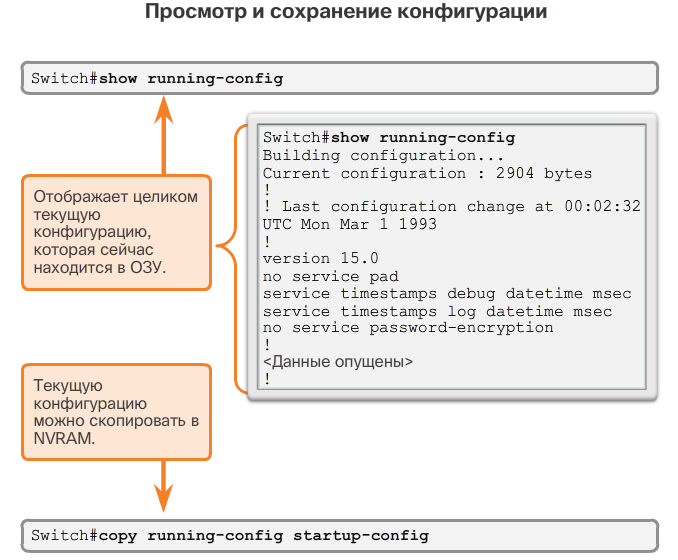 Просмотр и сохранение конфигурации
Switch#show running-config
Switch#show running-config
Building configuration...
Current configuration : 2904 bytes
!
! Last configuration change at 00:02:32
UTC Mon Mar 1 1993
!
version 15.0
no service pad
service timestamps debug datetime msec
service timestamps log datetime msec
no service password-encryption
!
<Данные опущены>
!
Отображает целиком
текущую
конфигурацию,
которая сейчас
находится в ОЗУ.
Текущую
конфигурацию
можно скопировать в
NVRAM.
Switch#copy running-config startup-config